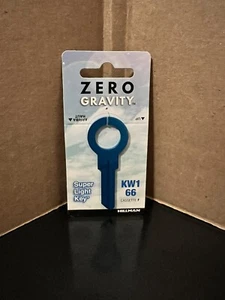 ZERO
GRAVITY
Super
Light
Key
KW1
66
HILLMAN